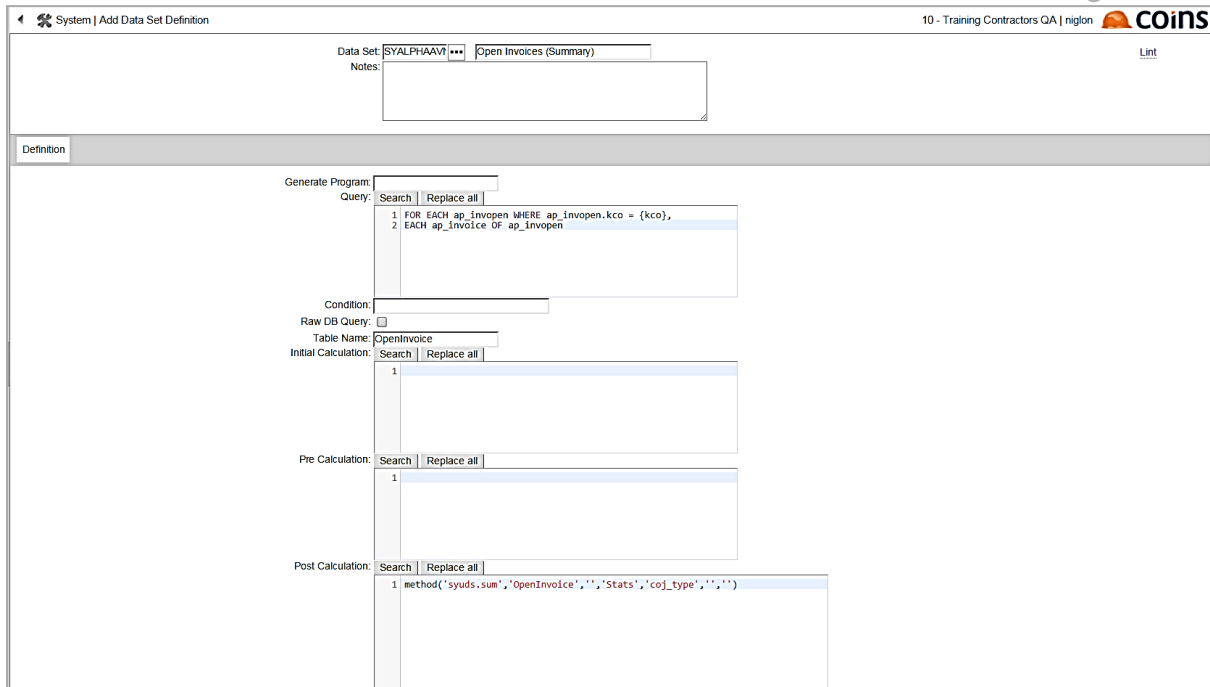 System | Add Data Set Definition
10 - Training Contractors QA | niglon
coins
Data Set: ••• Open Invoices (Summary)
Lint
Notes:
Definition
Generate Program:
Query: Search Replace all
1 FOR EACH ap_invopen WHERE ap_invopen.kco = {kco},
2 EACH ap_invoice OF ap_invopen
Condition:
Raw DB Query:
Table Name: OpenInvoice
Initial Calculation: Search Replace all
1
Pre Calculation: Search Replace all
1
Post Calculation: Search Replace all
1 method('syuds.sum','OpenInvoice','','Stats','coj_type','','')